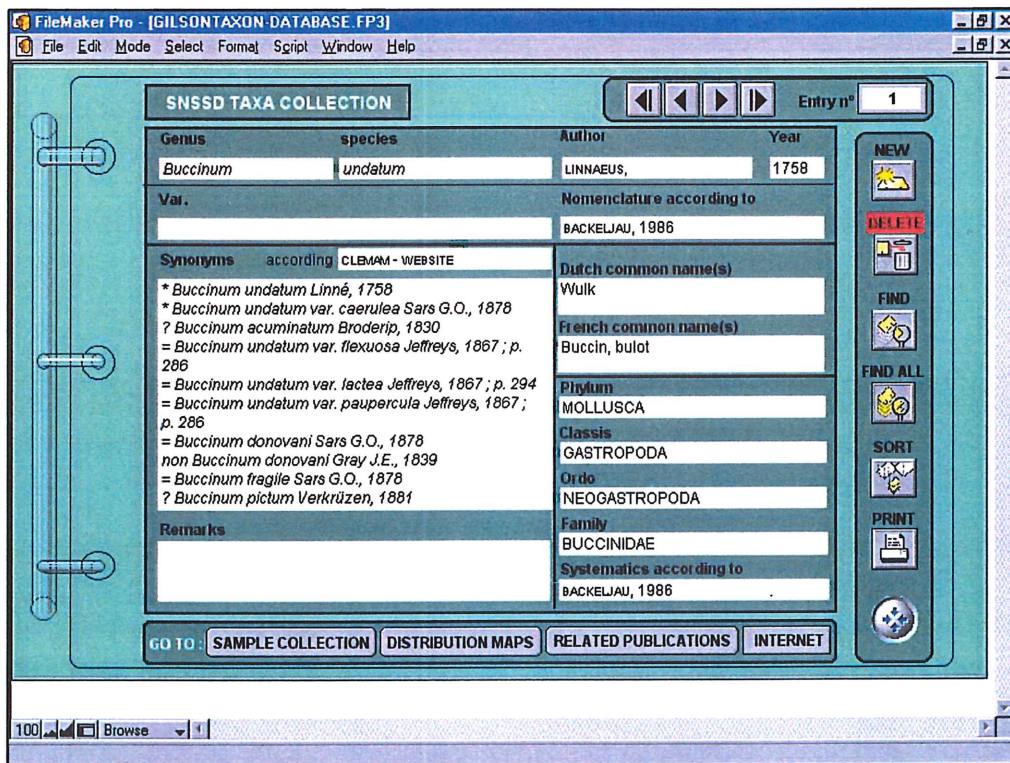 FileMaker Pro - [GILSONTAXON-DATABASE.FP3]
File Edit Mode Select Format Script Window Help
SNSSD TAXA COLLECTION
Entry n° 1
Genus species Author Year
Buccinum undatum LINNAEUS, 1758
Var. Nomenclature according to
BACKELJAU, 1986
Synonyms according CLEMAM - WEBSITE
* Buccinum undatum Linné, 1758
* Buccinum undatum var. caerulea Sars G.O., 1878
? Buccinum acuminatum Broderip, 1830
= Buccinum undatum var. flexuosa Jeffreys, 1867 ; p.
286
= Buccinum undatum var. lactea Jeffreys, 1867 ; p. 294
= Buccinum undatum var. paupercula Jeffreys, 1867 ;
p. 286
= Buccinum donovani Sars G.O., 1878
non Buccinum donovani Gray J.E., 1839
= Buccinum fragile Sars G.O., 1878
? Buccinum pictum Verkrüzen, 1881
Remarks
Dutch common name(s)
Wulk
French common name(s)
Buccin, bulot
Phylum
MOLLUSCA
Classis
GASTROPODA
Ordo
NEOGASTROPODA
Family
BUCCINIDAE
Systematics according to
BACKELJAU, 1986
NEW
DELETE
FIND
FIND ALL
SORT
PRINT
GO TO : SAMPLE COLLECTION DISTRIBUTION MAPS RELATED PUBLICATIONS INTERNET
100 Browse